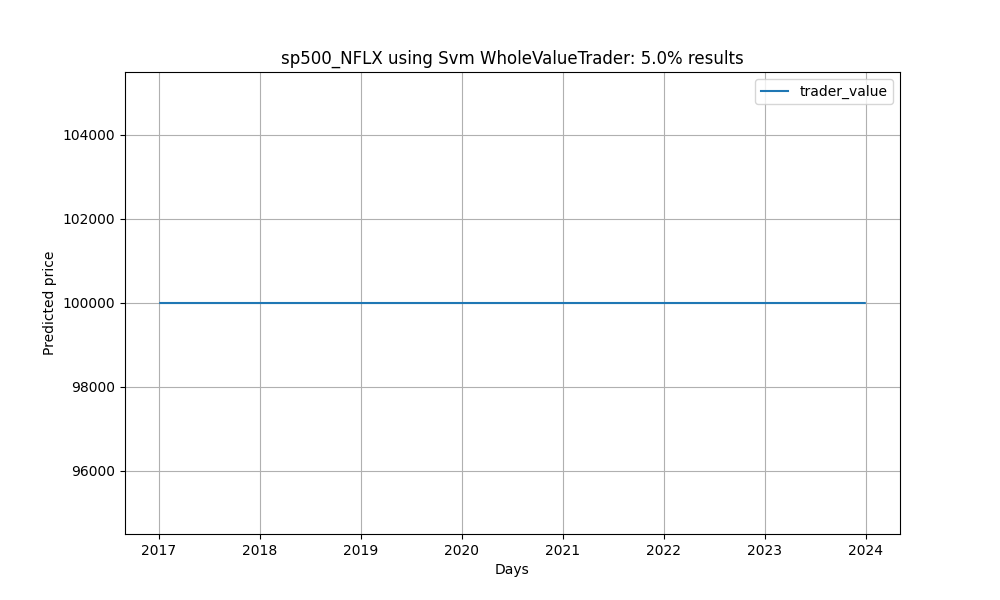 sp500_NFLX using Svm WholeValueTrader: 5.0% results
trader_value
104000
102000
100000
98000
96000
Predicted price
2017 2018 2019 2020 2021 2022 2023 2024
Days